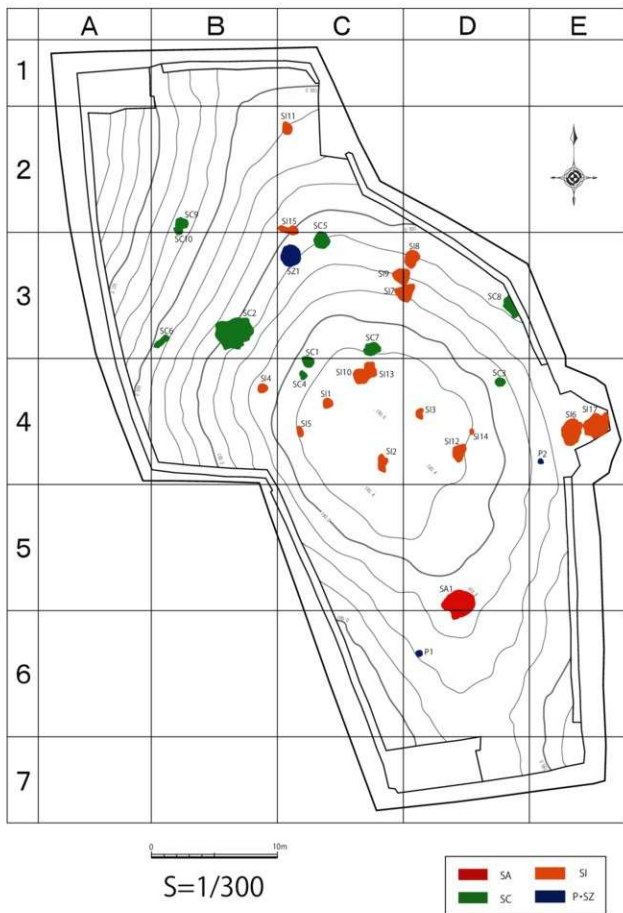 A B C D E
1
SI11
2
SC9
SC10
SI15
SC5
SZ1
SI8
SI9
SI7
3
SC8
SC2
SC6
SC1
SC7
SC4
SI10
SI13
SI4
SC3
SI1
SI3
4
SI5
SI14
SI6
SI17
SI12
SI2
P2
5
SA1
6
P1
7
0 10m
S=1/300
SA SI
SC P・SZ